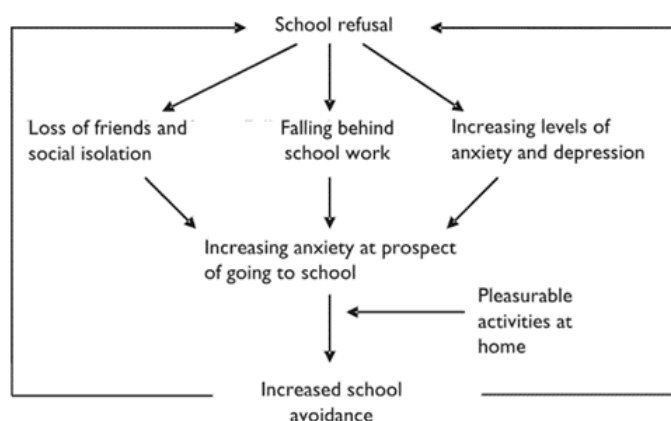 School refusal
Loss of friends and
social isolation
Falling behind
school work
Increasing levels of
anxiety and depression
Increasing anxiety at prospect
of going to school
Pleasurable
activities at
home
Increased school
avoidance